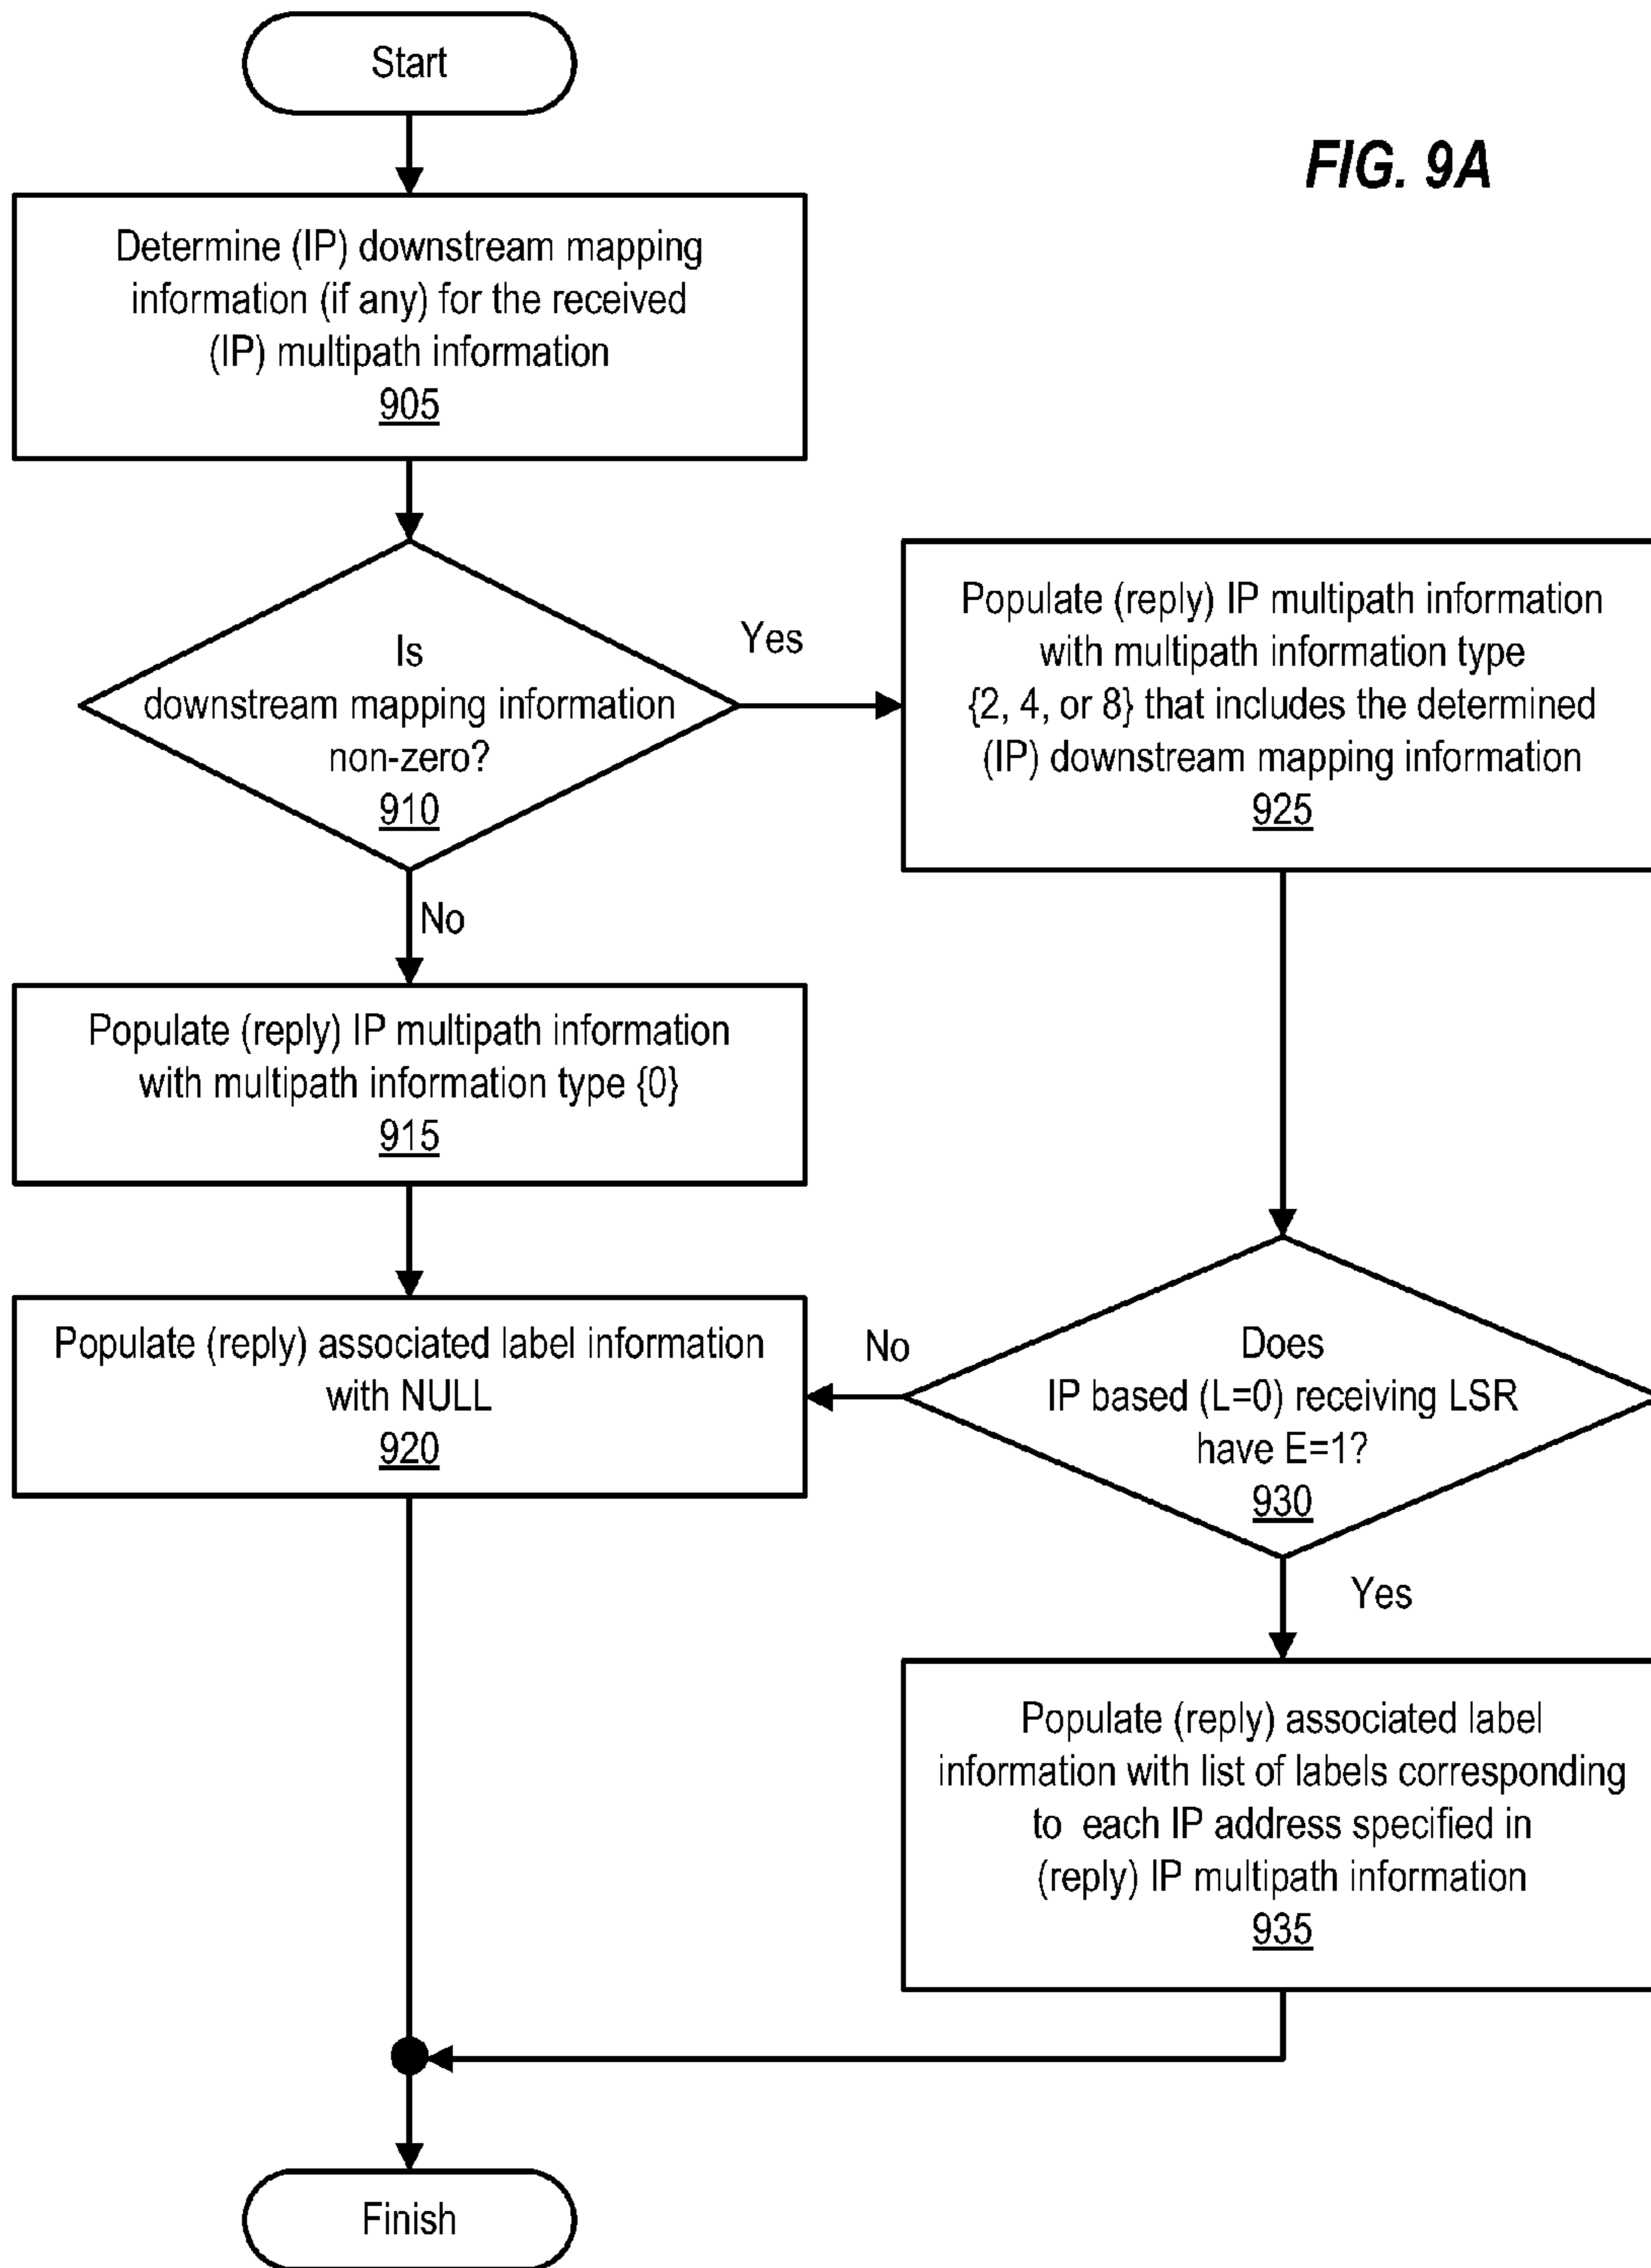 Start
FIG. 9A
Determine (IP) downstream mapping
information (if any) for the received
(IP) multipath information
905
Is
downstream mapping information
non-zero?
910
Yes
Populate (reply) IP multipath information
with multipath information type
{2, 4, or 8} that includes the determined
(IP) downstream mapping information
925
No
Populate (reply) IP multipath information
with multipath information type {0}
915
Populate (reply) associated label information
with NULL
920
No
Does
IP based (L=0) receiving LSR
have E=1?
930
Yes
Populate (reply) associated label
information with list of labels corresponding
to each IP address specified in
(reply) IP multipath information
935
Finish